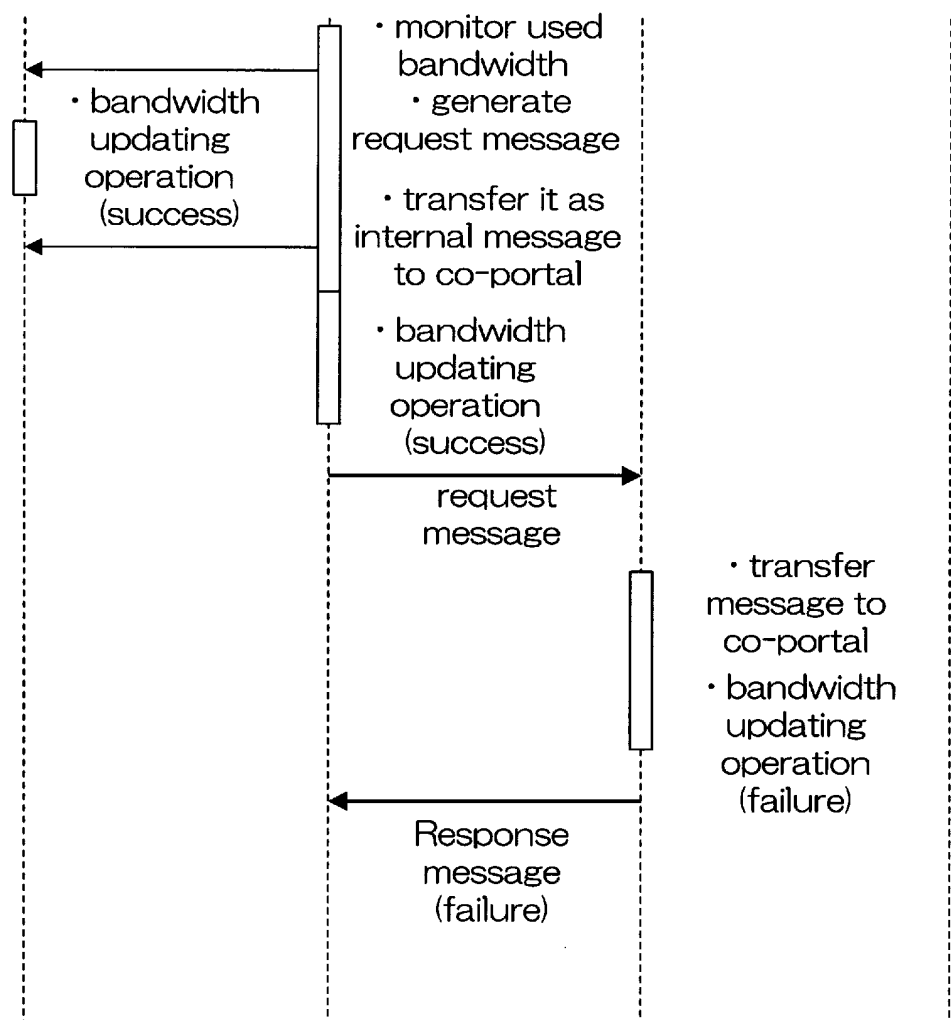 ・monitor used
bandwidth
・generate
request message
・bandwidth
updating
operation
(success)
・transfer it as
internal message
to co-portal
・bandwidth
updating
operation
(success)
request
message
・transfer
message to
co-portal
・bandwidth
updating
operation
(failure)
Response
message
(failure)